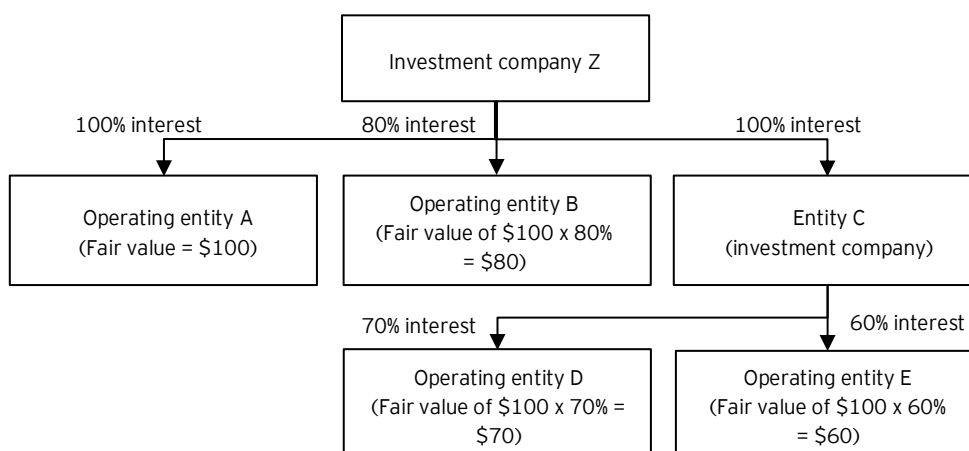 Investment company Z
100% interest
80% interest
100% interest
Operating entity A
(Fair value = $100)
Operating entity B
(Fair value of $100 x 80%
= $80)
Entity C
(investment company)
70% interest
60% interest
Operating entity D
(Fair value of $100 x 70% =
$70)
Operating entity E
(Fair value of $100 x 60%
= $60)